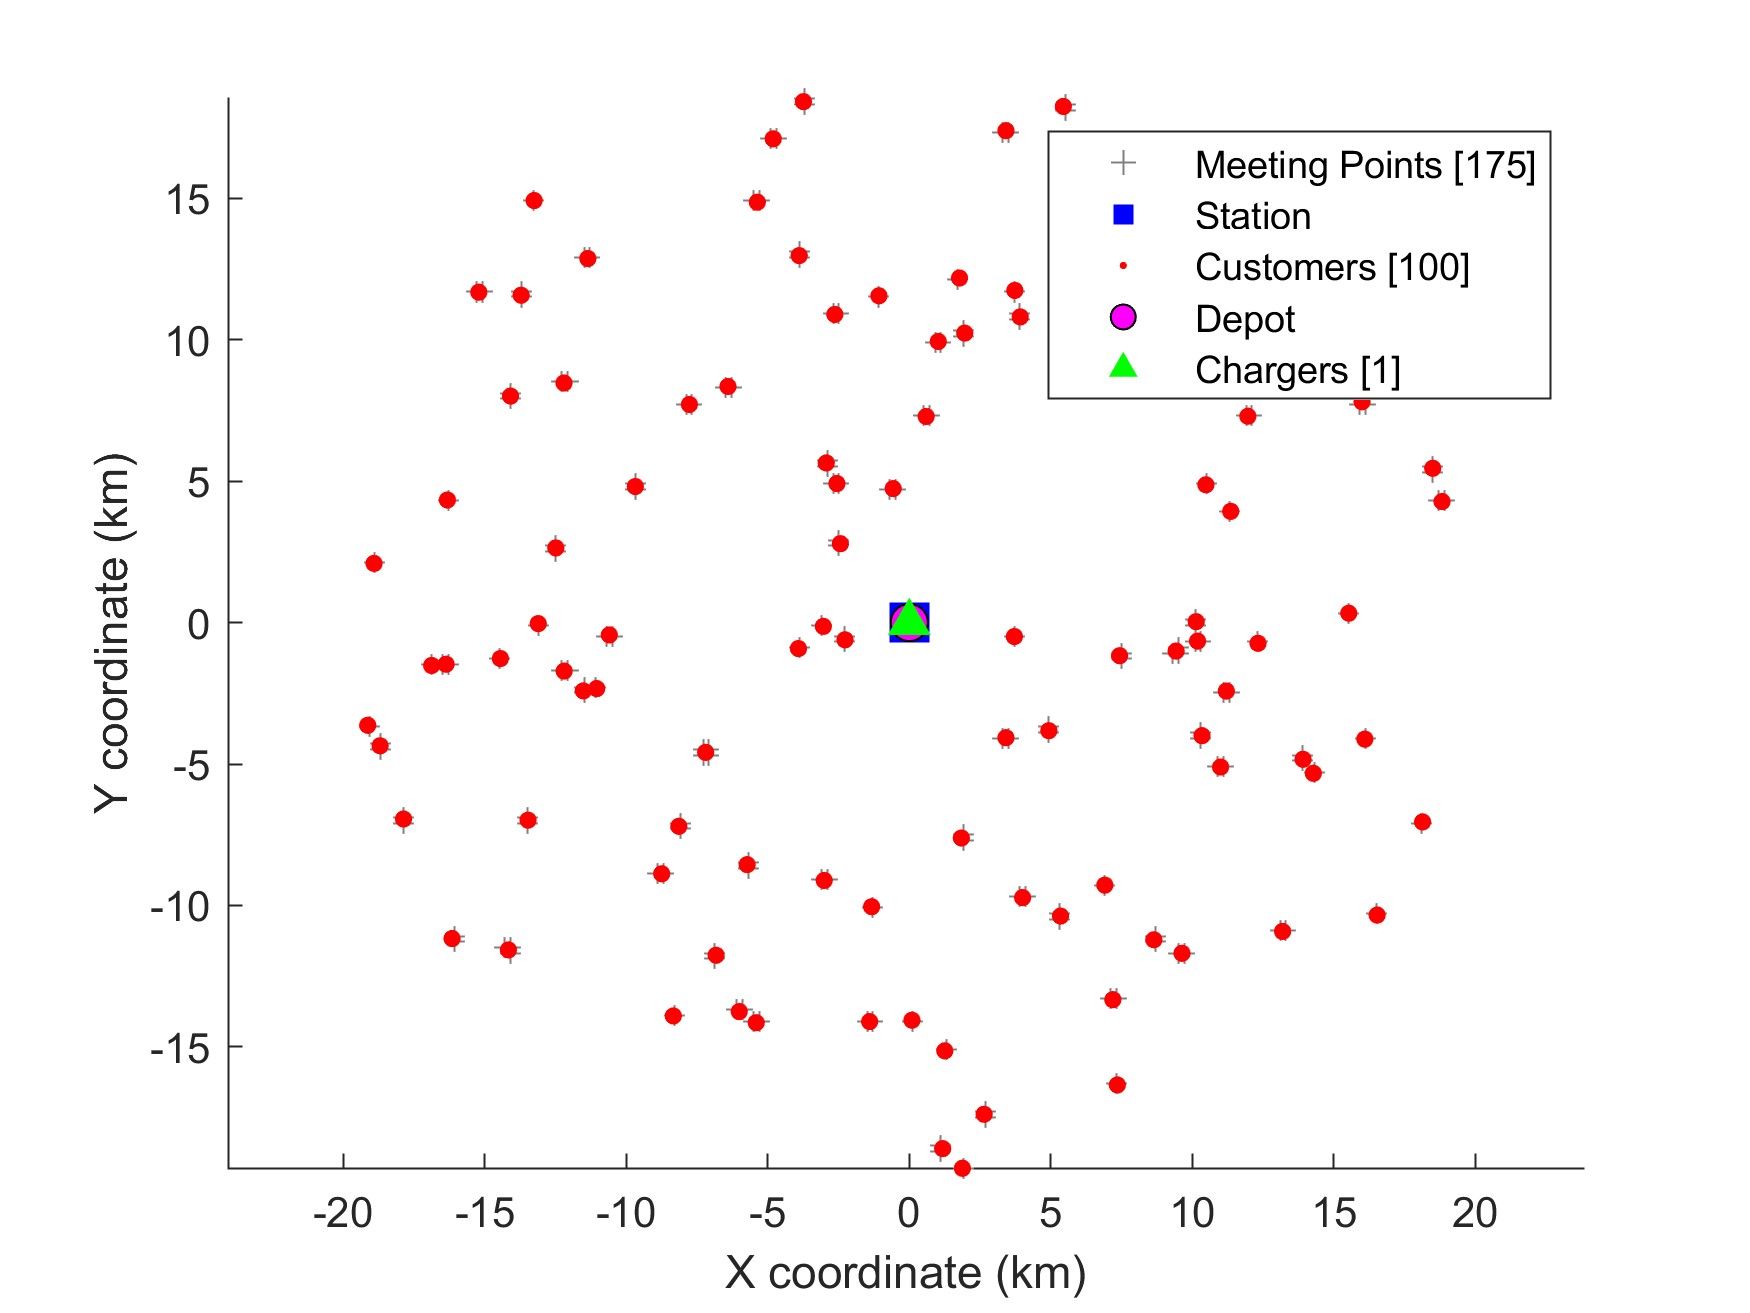 Meeting Points [175]
Station
Customers [100]
Depot
Chargers [1]
15
10
5
0
-5
-10
-15
Y coordinate (km)
-20 -15 -10 -5 0 5 10 15 20
X coordinate (km)